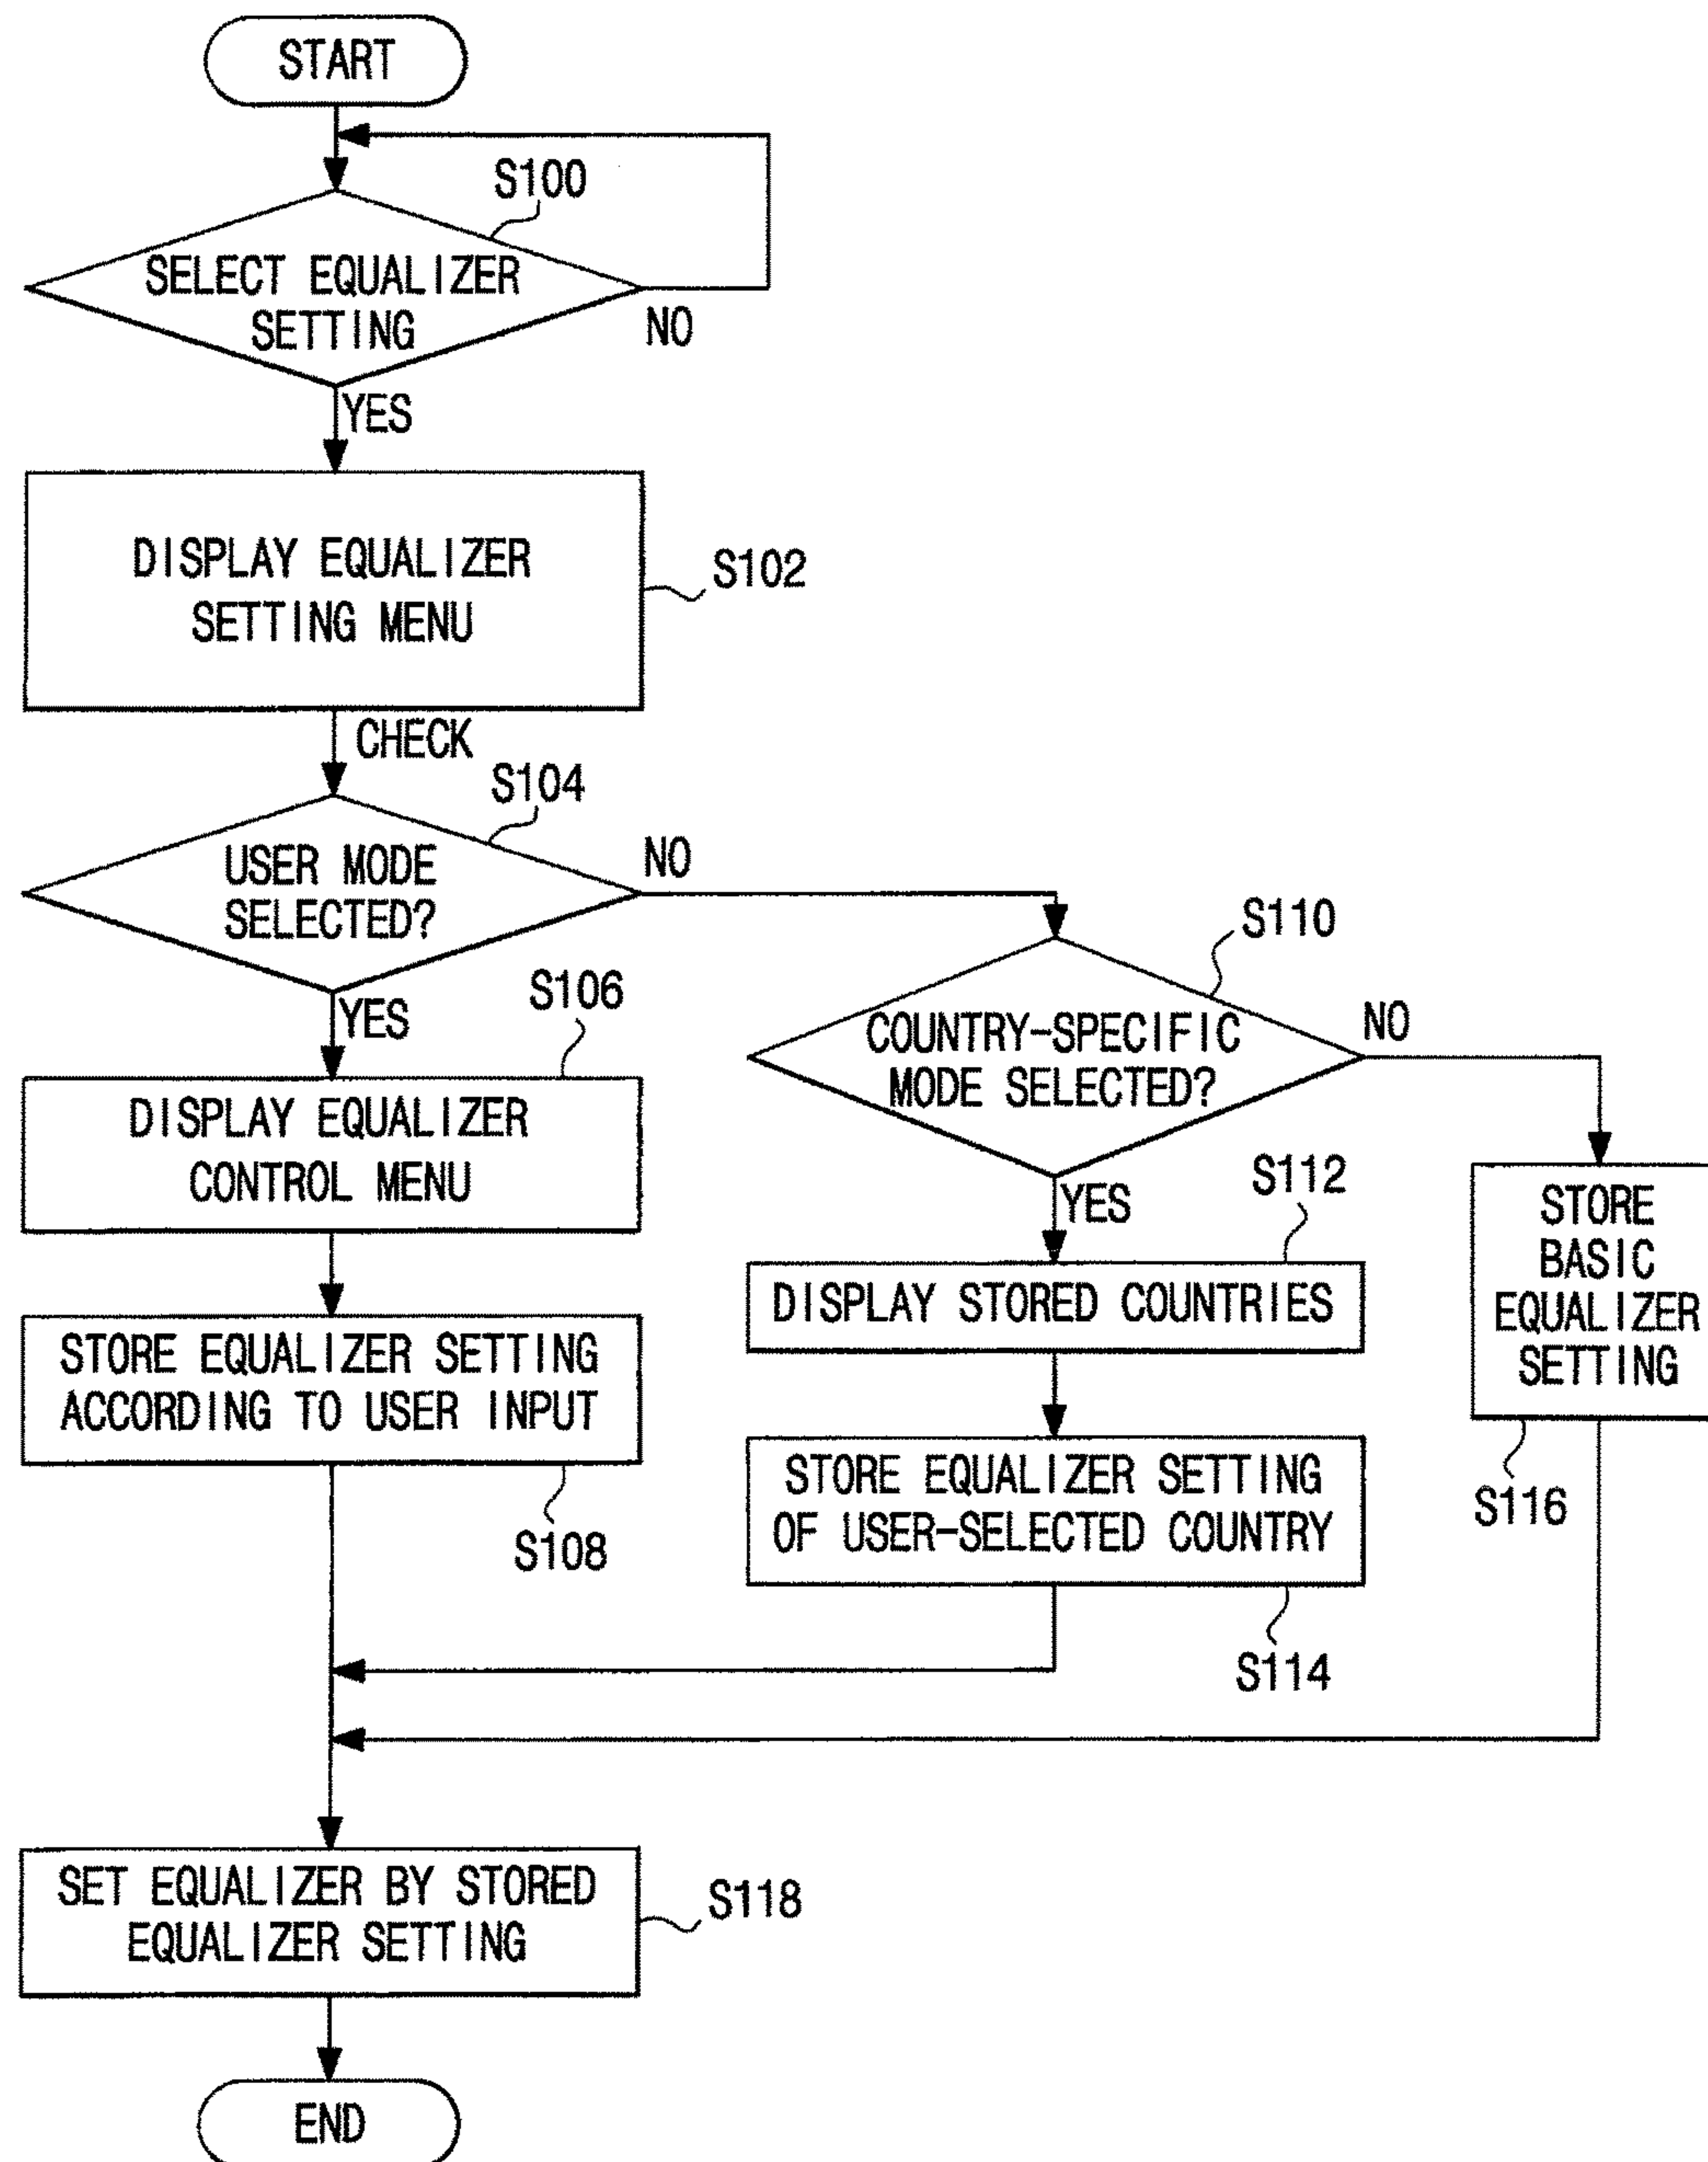 START
S100
SELECT EQUALIZER
SETTING
NO
YES
DISPLAY EQUALIZER
SETTING MENU
S102
CHECK
S104
USER MODE
SELECTED?
NO
YES
S106
DISPLAY EQUALIZER
CONTROL MENU
STORE EQUALIZER SETTING
ACCORDING TO USER INPUT
S108
S110
COUNTRY-SPECIFIC
MODE SELECTED?
NO
YES
S112
DISPLAY STORED COUNTRIES
STORE EQUALIZER SETTING
OF USER-SELECTED COUNTRY
S114
STORE
BASIC
EQUALIZER
SETTING
S116
SET EQUALIZER BY STORED
EQUALIZER SETTING
S118
END